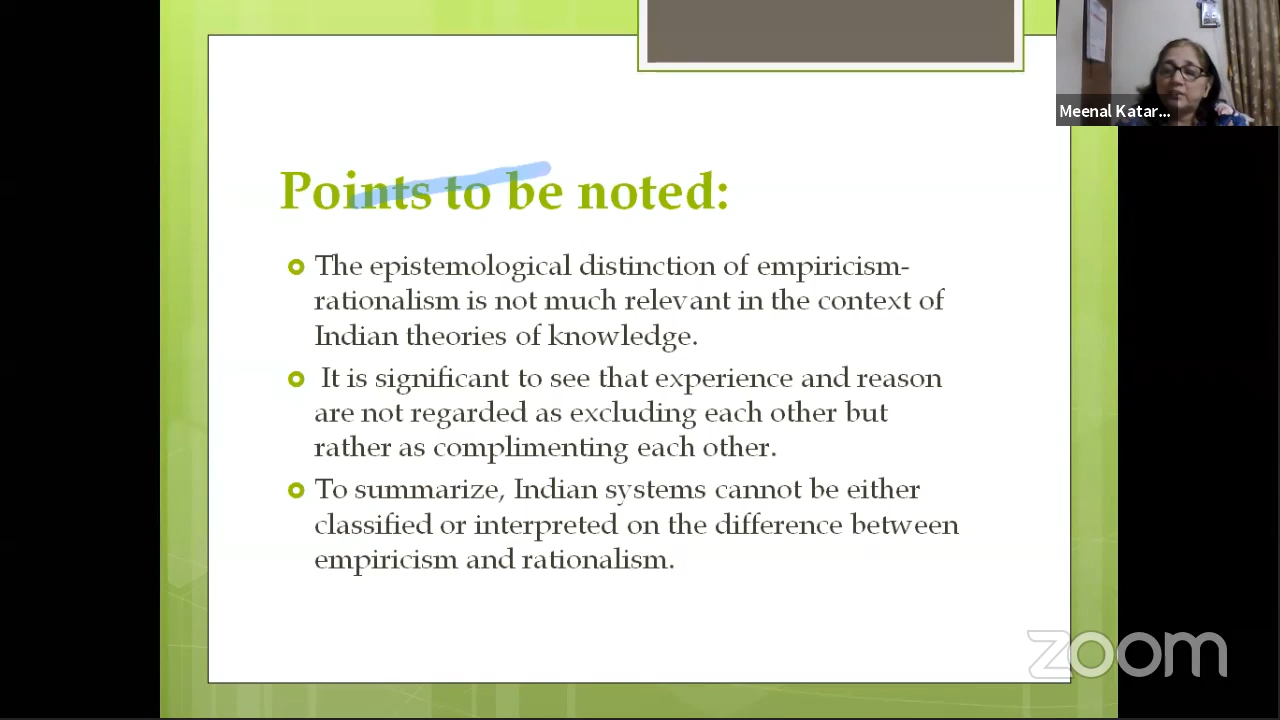 Meenal Katar...
Points to be noted:
The epistemological distinction of empiricism-
rationalism is not much relevant in the context of
Indian theories of knowledge.
It is significant to see that experience and reason
are not regarded as excluding each other but
rather as complimenting each other.
To summarize, Indian systems cannot be either
classified or interpreted on the difference between
empiricism and rationalism.
zoom